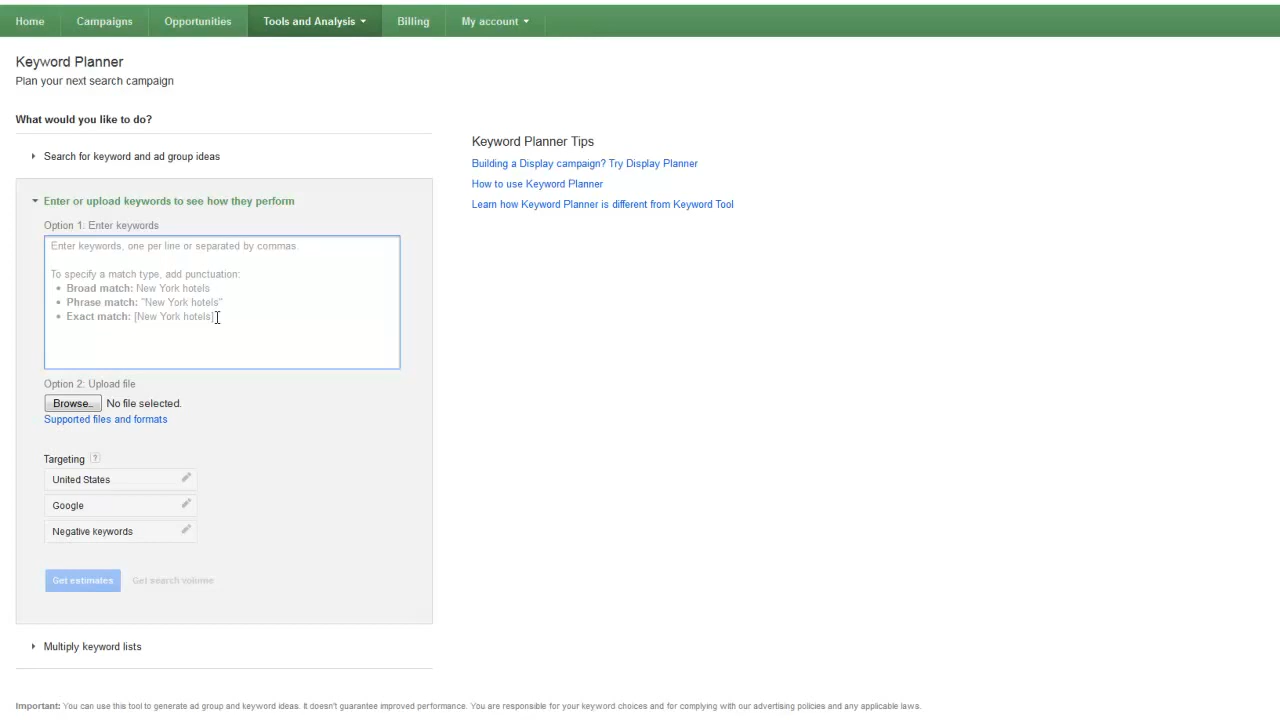 Home Campaigns Opportunities Tools and Analysis Billing My account
Keyword Planner
Plan your next search campaign
What would you like to do?
Search for keyword and ad group ideas
Enter or upload keywords to see how they perform
Option 1: Enter keywords
Enter keywords, one per line or separated by commas.
To specify a match type, add punctuation:
• Broad match: New York hotels
• Phrase match: "New York hotels"
• Exact match: [New York hotels]
Option 2: Upload file
Browse... No file selected.
Supported files and formats
Targeting ?
United States
Google
Negative keywords
Get estimates Get search volume
Multiply keyword lists
Keyword Planner Tips
Building a Display campaign? Try Display Planner
How to use Keyword Planner
Learn how Keyword Planner is different from Keyword Tool
Important: You can use this tool to generate ad group and keyword ideas. It doesn't guarantee improved performance. You are responsible for your keyword choices and for complying with our advertising policies and any applicable laws.